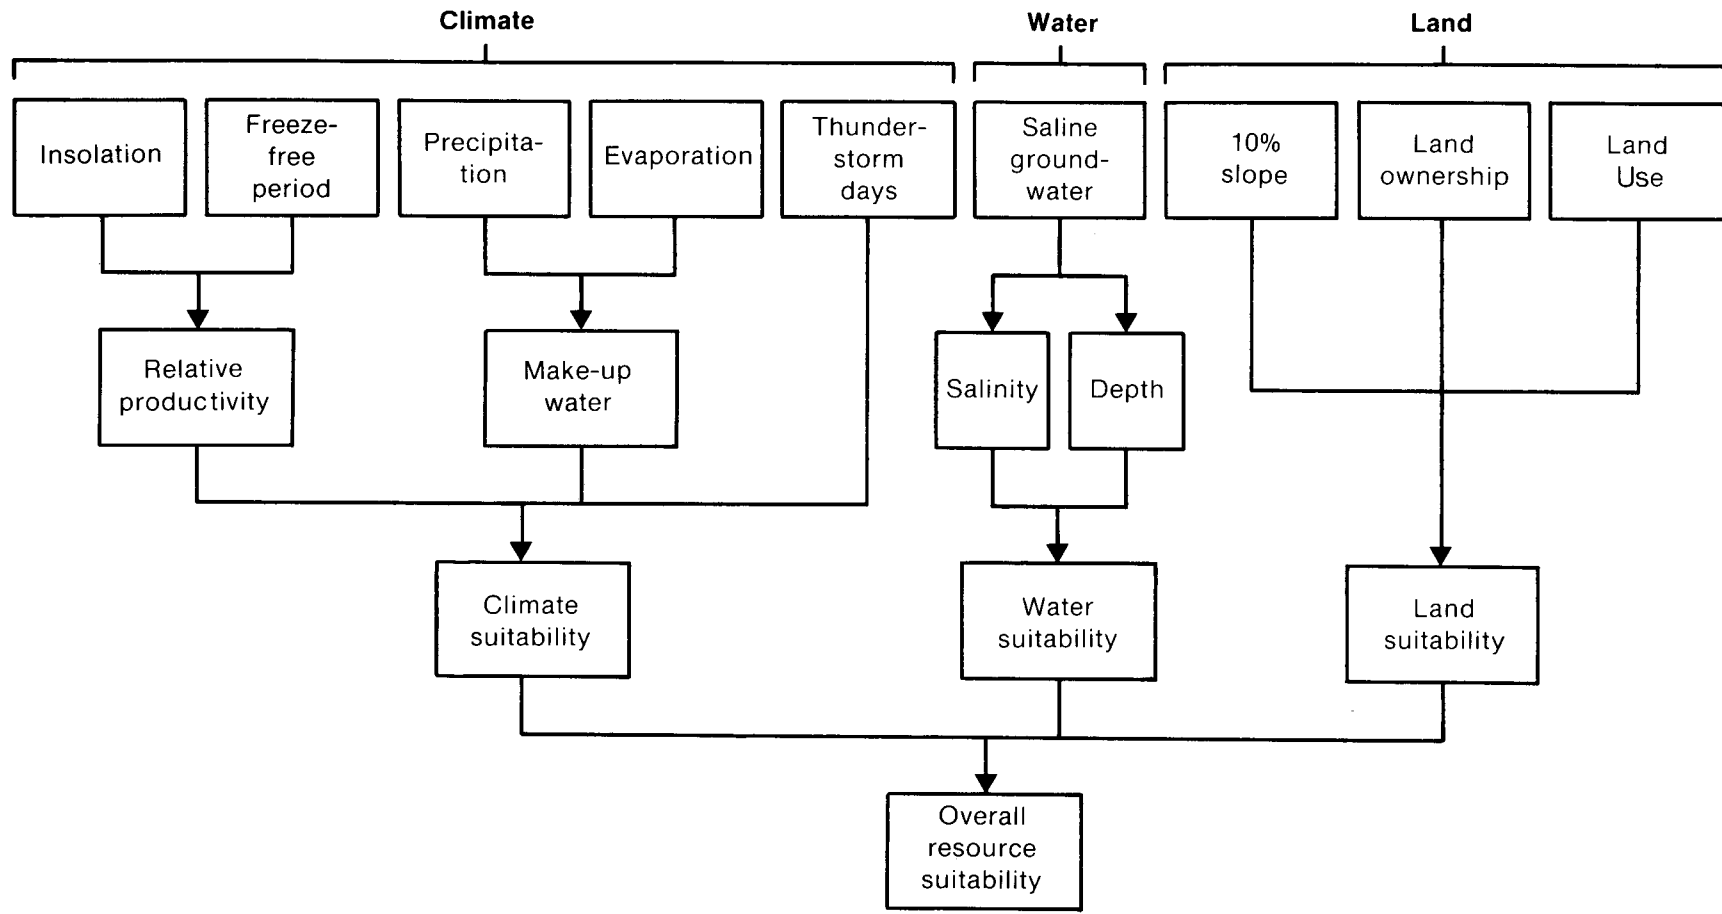 Climate
Water
Land
Insolation
Freeze-
free
period
Precipita-
tion
Evaporation
Thunder-
storm
days
Saline
ground-
water
10%
slope
Land
ownership
Land
Use
Relative
productivity
Make-up
water
Salinity
Depth
Climate
suitability
Water
suitability
Land
suitability
Overall
resource
suitability